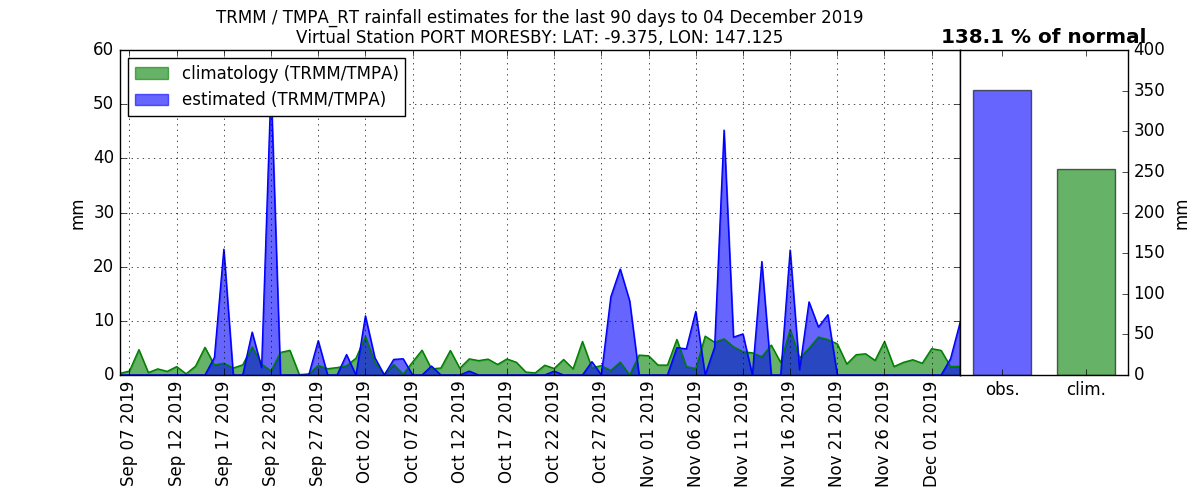 TRMM / TMPA_RT rainfall estimates for the last 90 days to 04 December 2019
Virtual Station PORT MORESBY: LAT: -9.375, LON: 147.125
138.1 % of normal
climatology (TRMM/TMPA)
estimated (TRMM/TMPA)
60
50
40
30
20
10
0
mm
Sep 07 2019
Sep 12 2019
Sep 17 2019
Sep 22 2019
Sep 27 2019
Oct 02 2019
Oct 07 2019
Oct 12 2019
Oct 17 2019
Oct 22 2019
Oct 27 2019
Nov 01 2019
Nov 06 2019
Nov 11 2019
Nov 16 2019
Nov 21 2019
Nov 26 2019
Dec 01 2019
obs.
clim.
400
350
300
250
200
150
100
50
0
mm